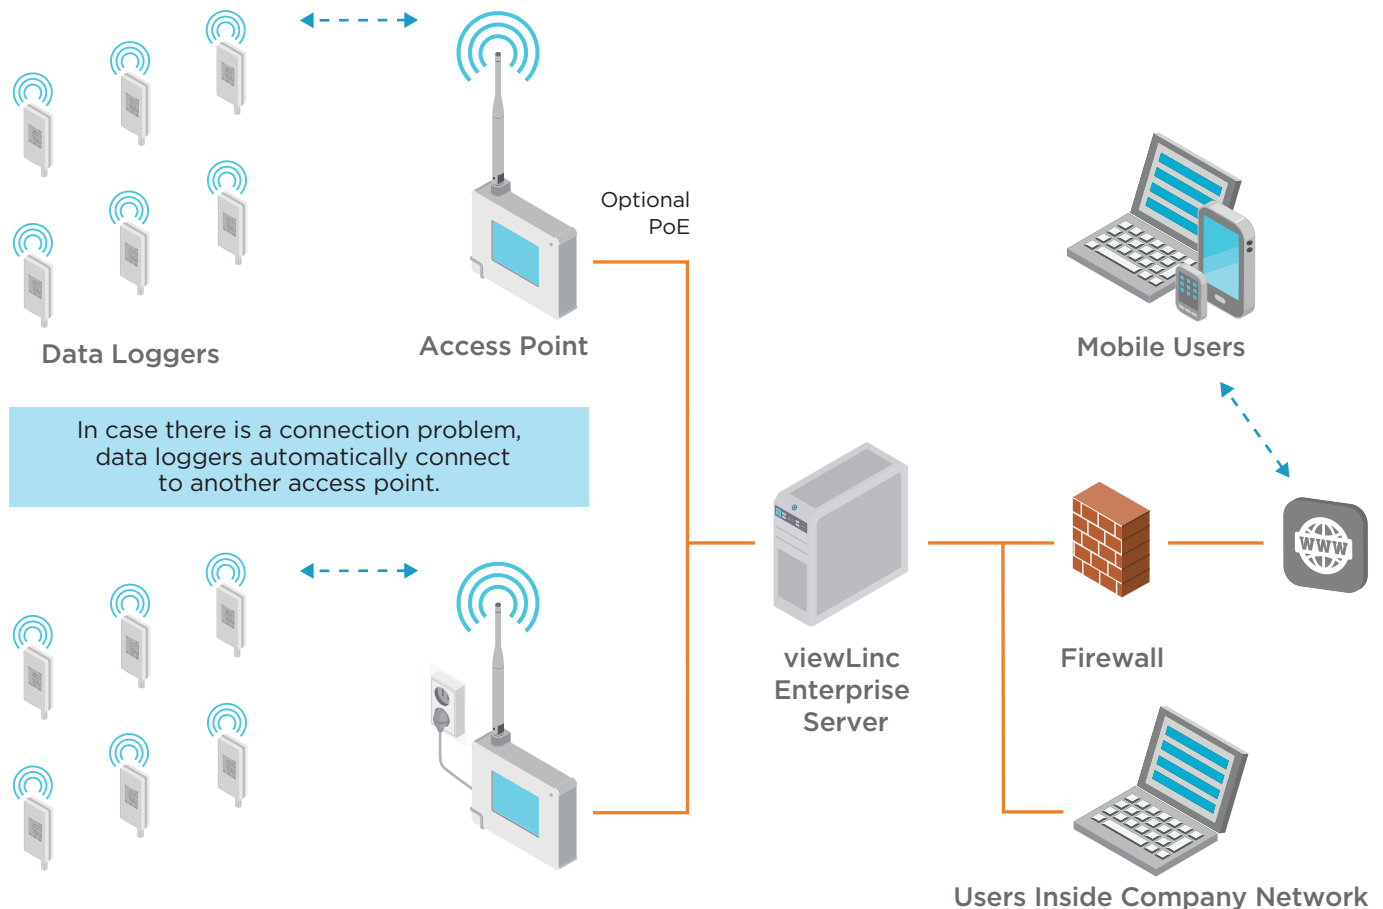 Optional
PoE
Data Loggers
Access Point
Mobile Users
In case there is a connection problem,
data loggers automatically connect
to another access point.
WWW
viewLinc
Enterprise
Server
Firewall
Users Inside Company Network